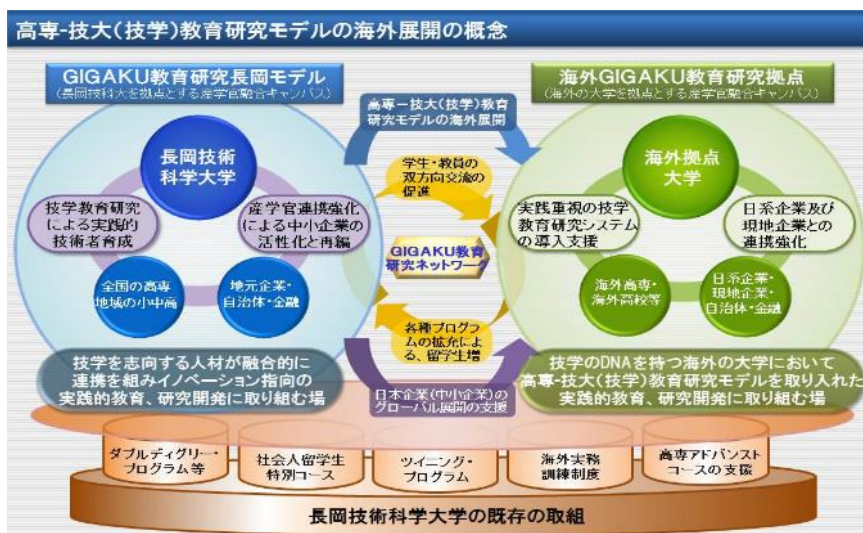 高専-技大(技学)教育研究モデルの海外展開の概念
GIGAKU教育研究長岡モデル
(長岡技科大を拠点とする産学官融合キャンパス)
長岡技術
科学大学
技学教育研究
による実践的
技術者育成
産学官連携強化
による中小企業の
活性化と再編
全国の高専
地域の小中高
地元企業・
自治体・金融
技学を志向する人材が融合的に
連携を組みイノベーション指向の
実践的教育、研究開発に取り組む場
高専ー技大(技学)教育
研究モデルの海外展開
学生・教員の
双方向交流の
促進
GIGAKU教育
研究ネットワーク
各種プログラ
ムの拡充によ
る、留学生増
日本企業(中小企業)の
グローバル展開の支援
海外GIGAKU教育研究拠点
(海外の大学を拠点とする産学官融合キャンパス)
海外拠点
大学
実践重視の技学
教育研究システム
の導入支援
日系企業及び
現地企業との
連携強化
海外高専・
海外高校等
日系企業・
現地企業・
自治体・金融
技学のDNAを持つ海外の大学において
高専-技大(技学)教育研究モデルを取り入れた
実践的教育、研究開発に取り組む場
ダブルディグリー・
プログラム等
社会人留学生
特別コース
ツイニング・
プログラム
海外実務
訓練制度
高専アドバンスト
コースの支援
長岡技術科学大学の既存の取組